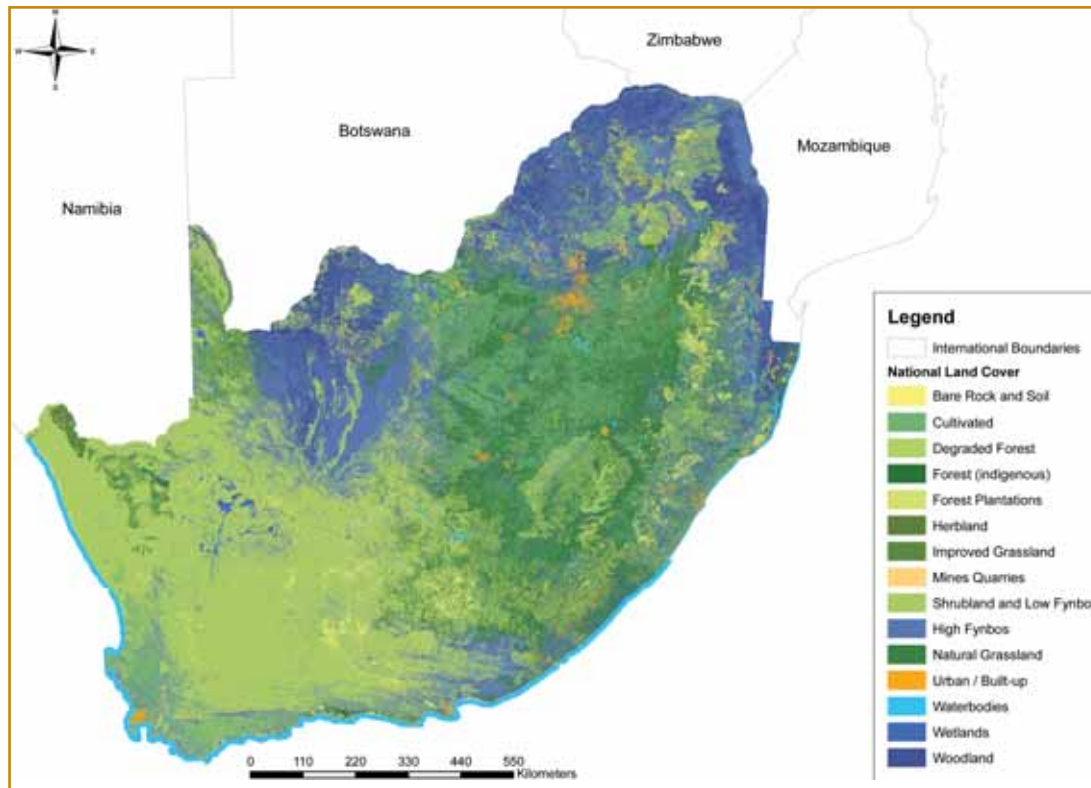 N
W E
S
Zimbabwe
Botswana
Mozambique
Namibia
Legend
International Boundaries
National Land Cover
Bare Rock and Soil
Cultivated
Degraded Forest
Forest (indigenous)
Forest Plantations
Herbland
Improved Grassland
Mines Quarries
Shrubland and Low Fynbo
High Fynbos
Natural Grassland
Urban / Built-up
Waterbodies
Wetlands
Woodland
0 110 220 330 440 550
Kilometers